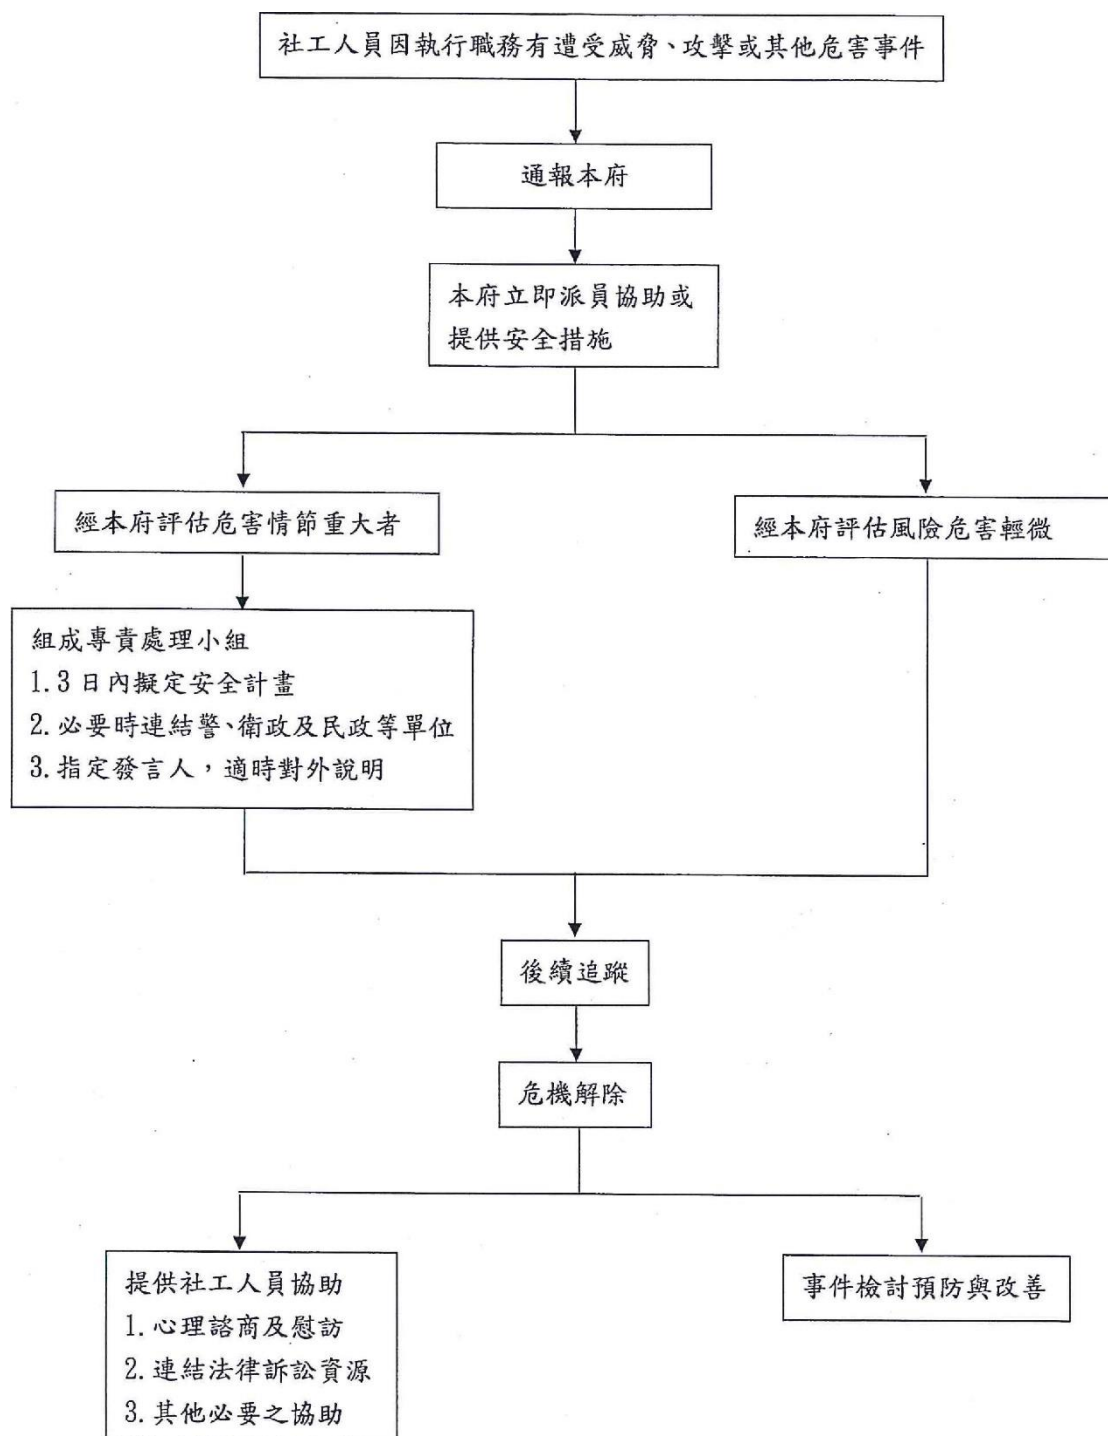 社工人員因執行職務有遭受威脅、攻擊或其他危害事件
通報本府
本府立即派員協助或
提供安全措施
經本府評估危害情節重大者
經本府評估風險危害輕微
組成專責處理小組
1.3日內擬定安全計畫
2.必要時連結警、衛政及民政等單位
3.指定發言人，適時對外說明
後續追蹤
危機解除
提供社工人員協助
1.心理諮商及慰訪
2.連結法律訴訟資源
3.其他必要之協助
事件檢討預防與改善